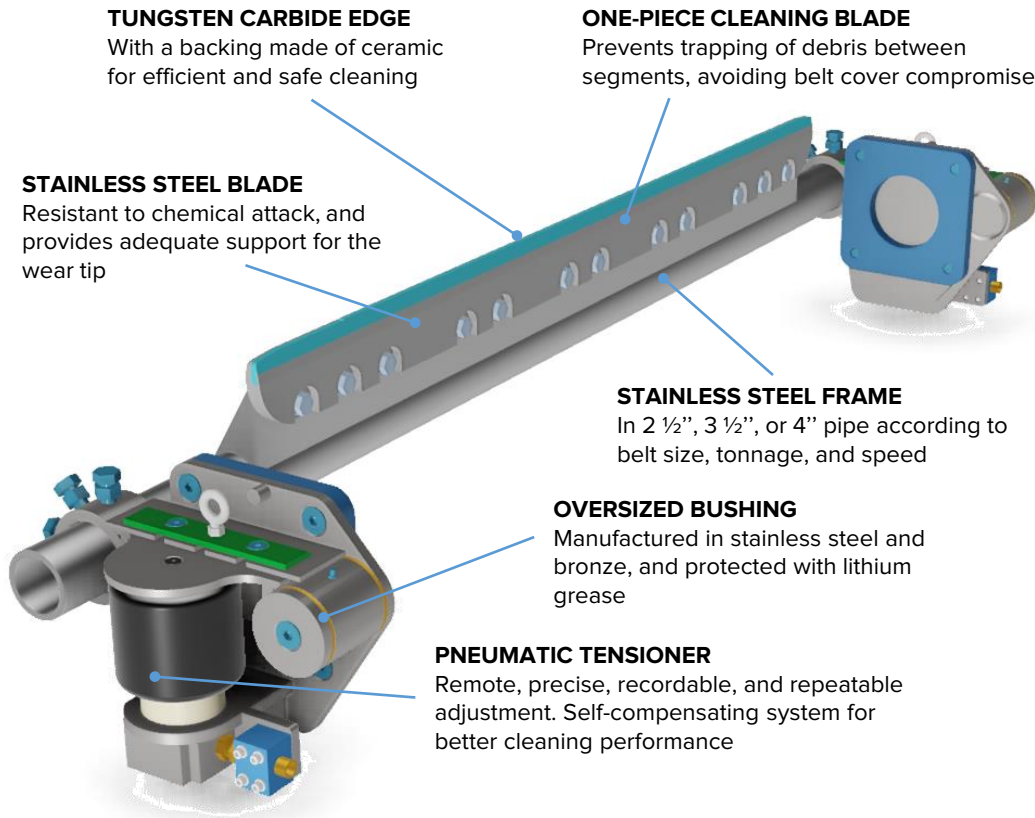 TUNGSTEN CARBIDE EDGE
With a backing made of ceramic
for efficient and safe cleaning
ONE-PIECE CLEANING BLADE
Prevents trapping of debris between
segments, avoiding belt cover compromise
STAINLESS STEEL BLADE
Resistant to chemical attack, and
provides adequate support for the
wear tip
STAINLESS STEEL FRAME
In 2 ½’’, 3 ½’’, or 4’’ pipe according to
belt size, tonnage, and speed
OVERSIZED BUSHING
Manufactured in stainless steel and
bronze, and protected with lithium
grease
PNEUMATIC TENSIONER
Remote, precise, recordable, and repeatable
adjustment. Self-compensating system for
better cleaning performance